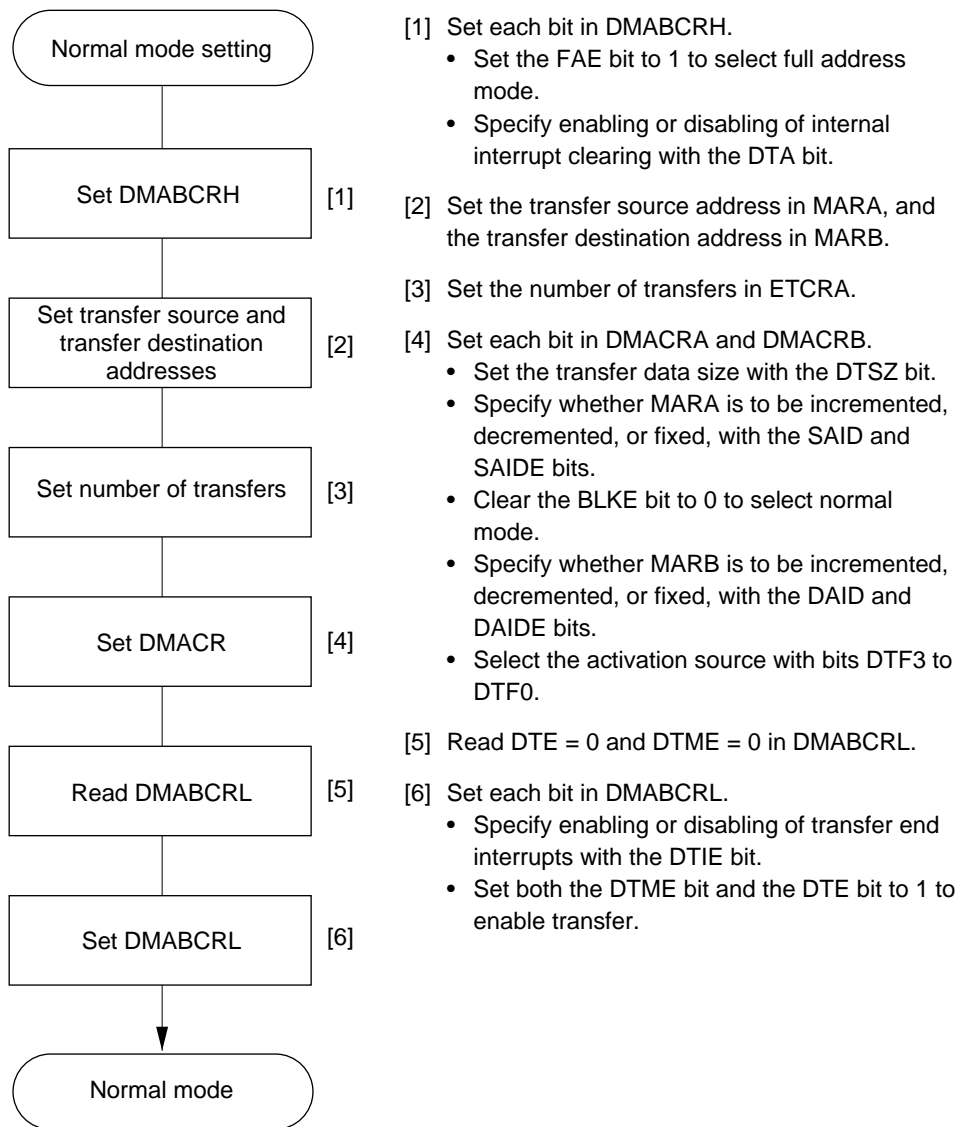 Normal mode setting
Set DMABCRH
[1]
Set transfer source and
transfer destination
addresses
[2]
Set number of transfers
[3]
Set DMACR
[4]
Read DMABCRL
[5]
Set DMABCRL
[6]
Normal mode
[1] Set each bit in DMABCRH.
• Set the FAE bit to 1 to select full address
mode.
• Specify enabling or disabling of internal
interrupt clearing with the DTA bit.
[2] Set the transfer source address in MARA, and
the transfer destination address in MARB.
[3] Set the number of transfers in ETCRA.
[4] Set each bit in DMACRA and DMACRB.
• Set the transfer data size with the DTSZ bit.
• Specify whether MARA is to be incremented,
decremented, or fixed, with the SAID and
SAIDE bits.
• Clear the BLKE bit to 0 to select normal
mode.
• Specify whether MARB is to be incremented,
decremented, or fixed, with the DAID and
DAIDE bits.
• Select the activation source with bits DTF3 to
DTF0.
[5] Read DTE = 0 and DTME = 0 in DMABCRL.
[6] Set each bit in DMABCRL.
• Specify enabling or disabling of transfer end
interrupts with the DTIE bit.
• Set both the DTME bit and the DTE bit to 1 to
enable transfer.